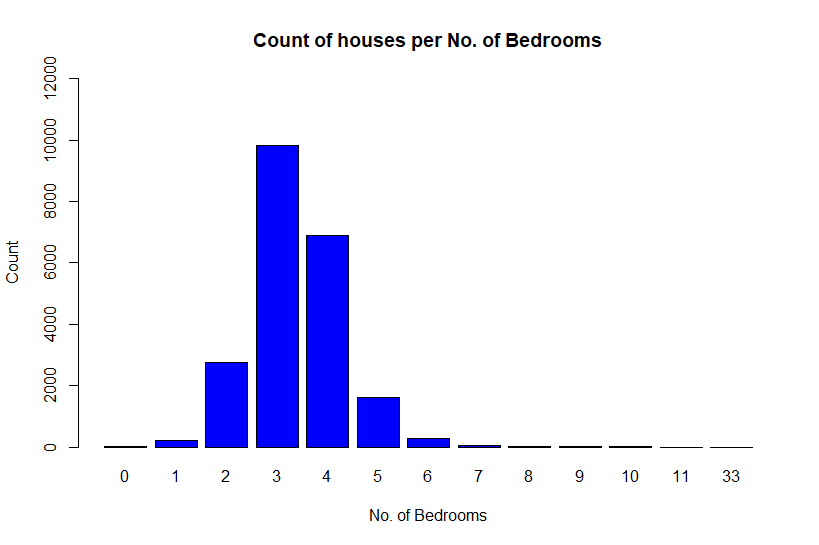 Count of houses per No. of Bedrooms
12000
10000
8000
6000
4000
2000
0
Count
0 1 2 3 4 5 6 7 8 9 10 11 33
No. of Bedrooms